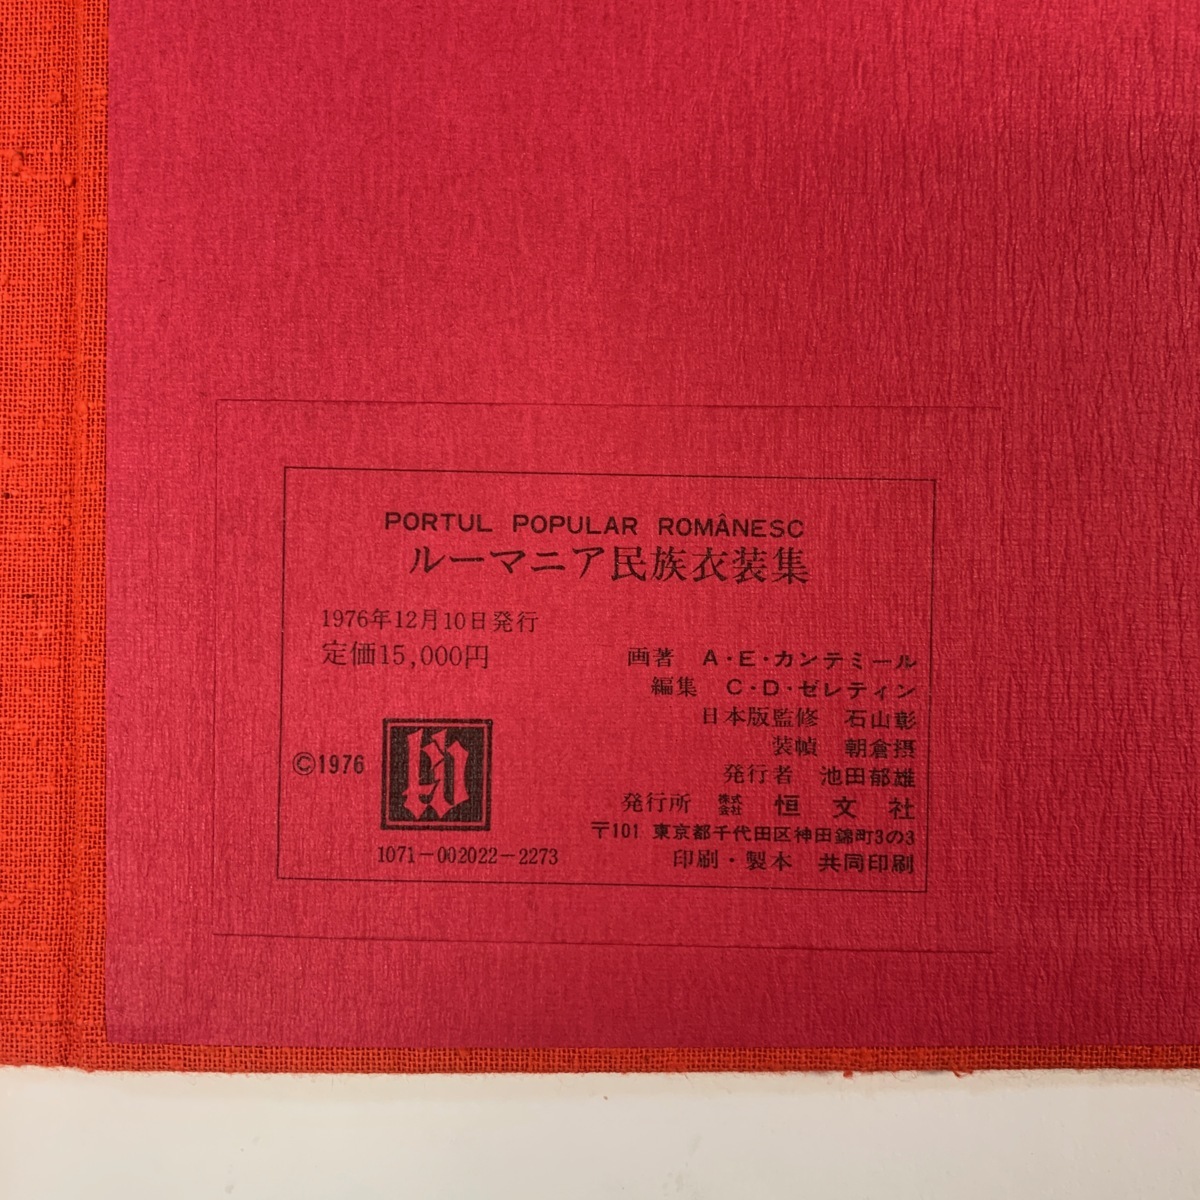 PORTUL POPULAR ROMÂNESC
ルーマニア民族衣装集
1976年12月10日発行
定価15,000円
画著 A・E・カンテミール
編集 C・D・ゼレティン
日本版監修 石山彰
装幀 朝倉摂
発行者 池田郁雄
発行所 株式会社 恒文社
〒101 東京都千代田区神田錦町3の3
印刷・製本 共同印刷
©1976
1071-002022-2273